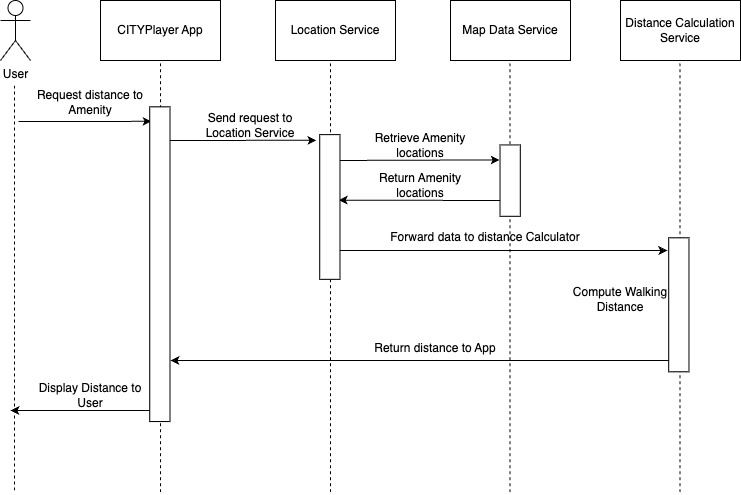 CITYPlayer App
Location Service
Map Data Service
Distance Calculation
Service
User
Request distance to
Amenity
Send request to
Location Service
Retrieve Amenity
locations
Return Amenity
locations
Forward data to distance Calculator
Compute Walking
Distance
Return distance to App
Display Distance to
User